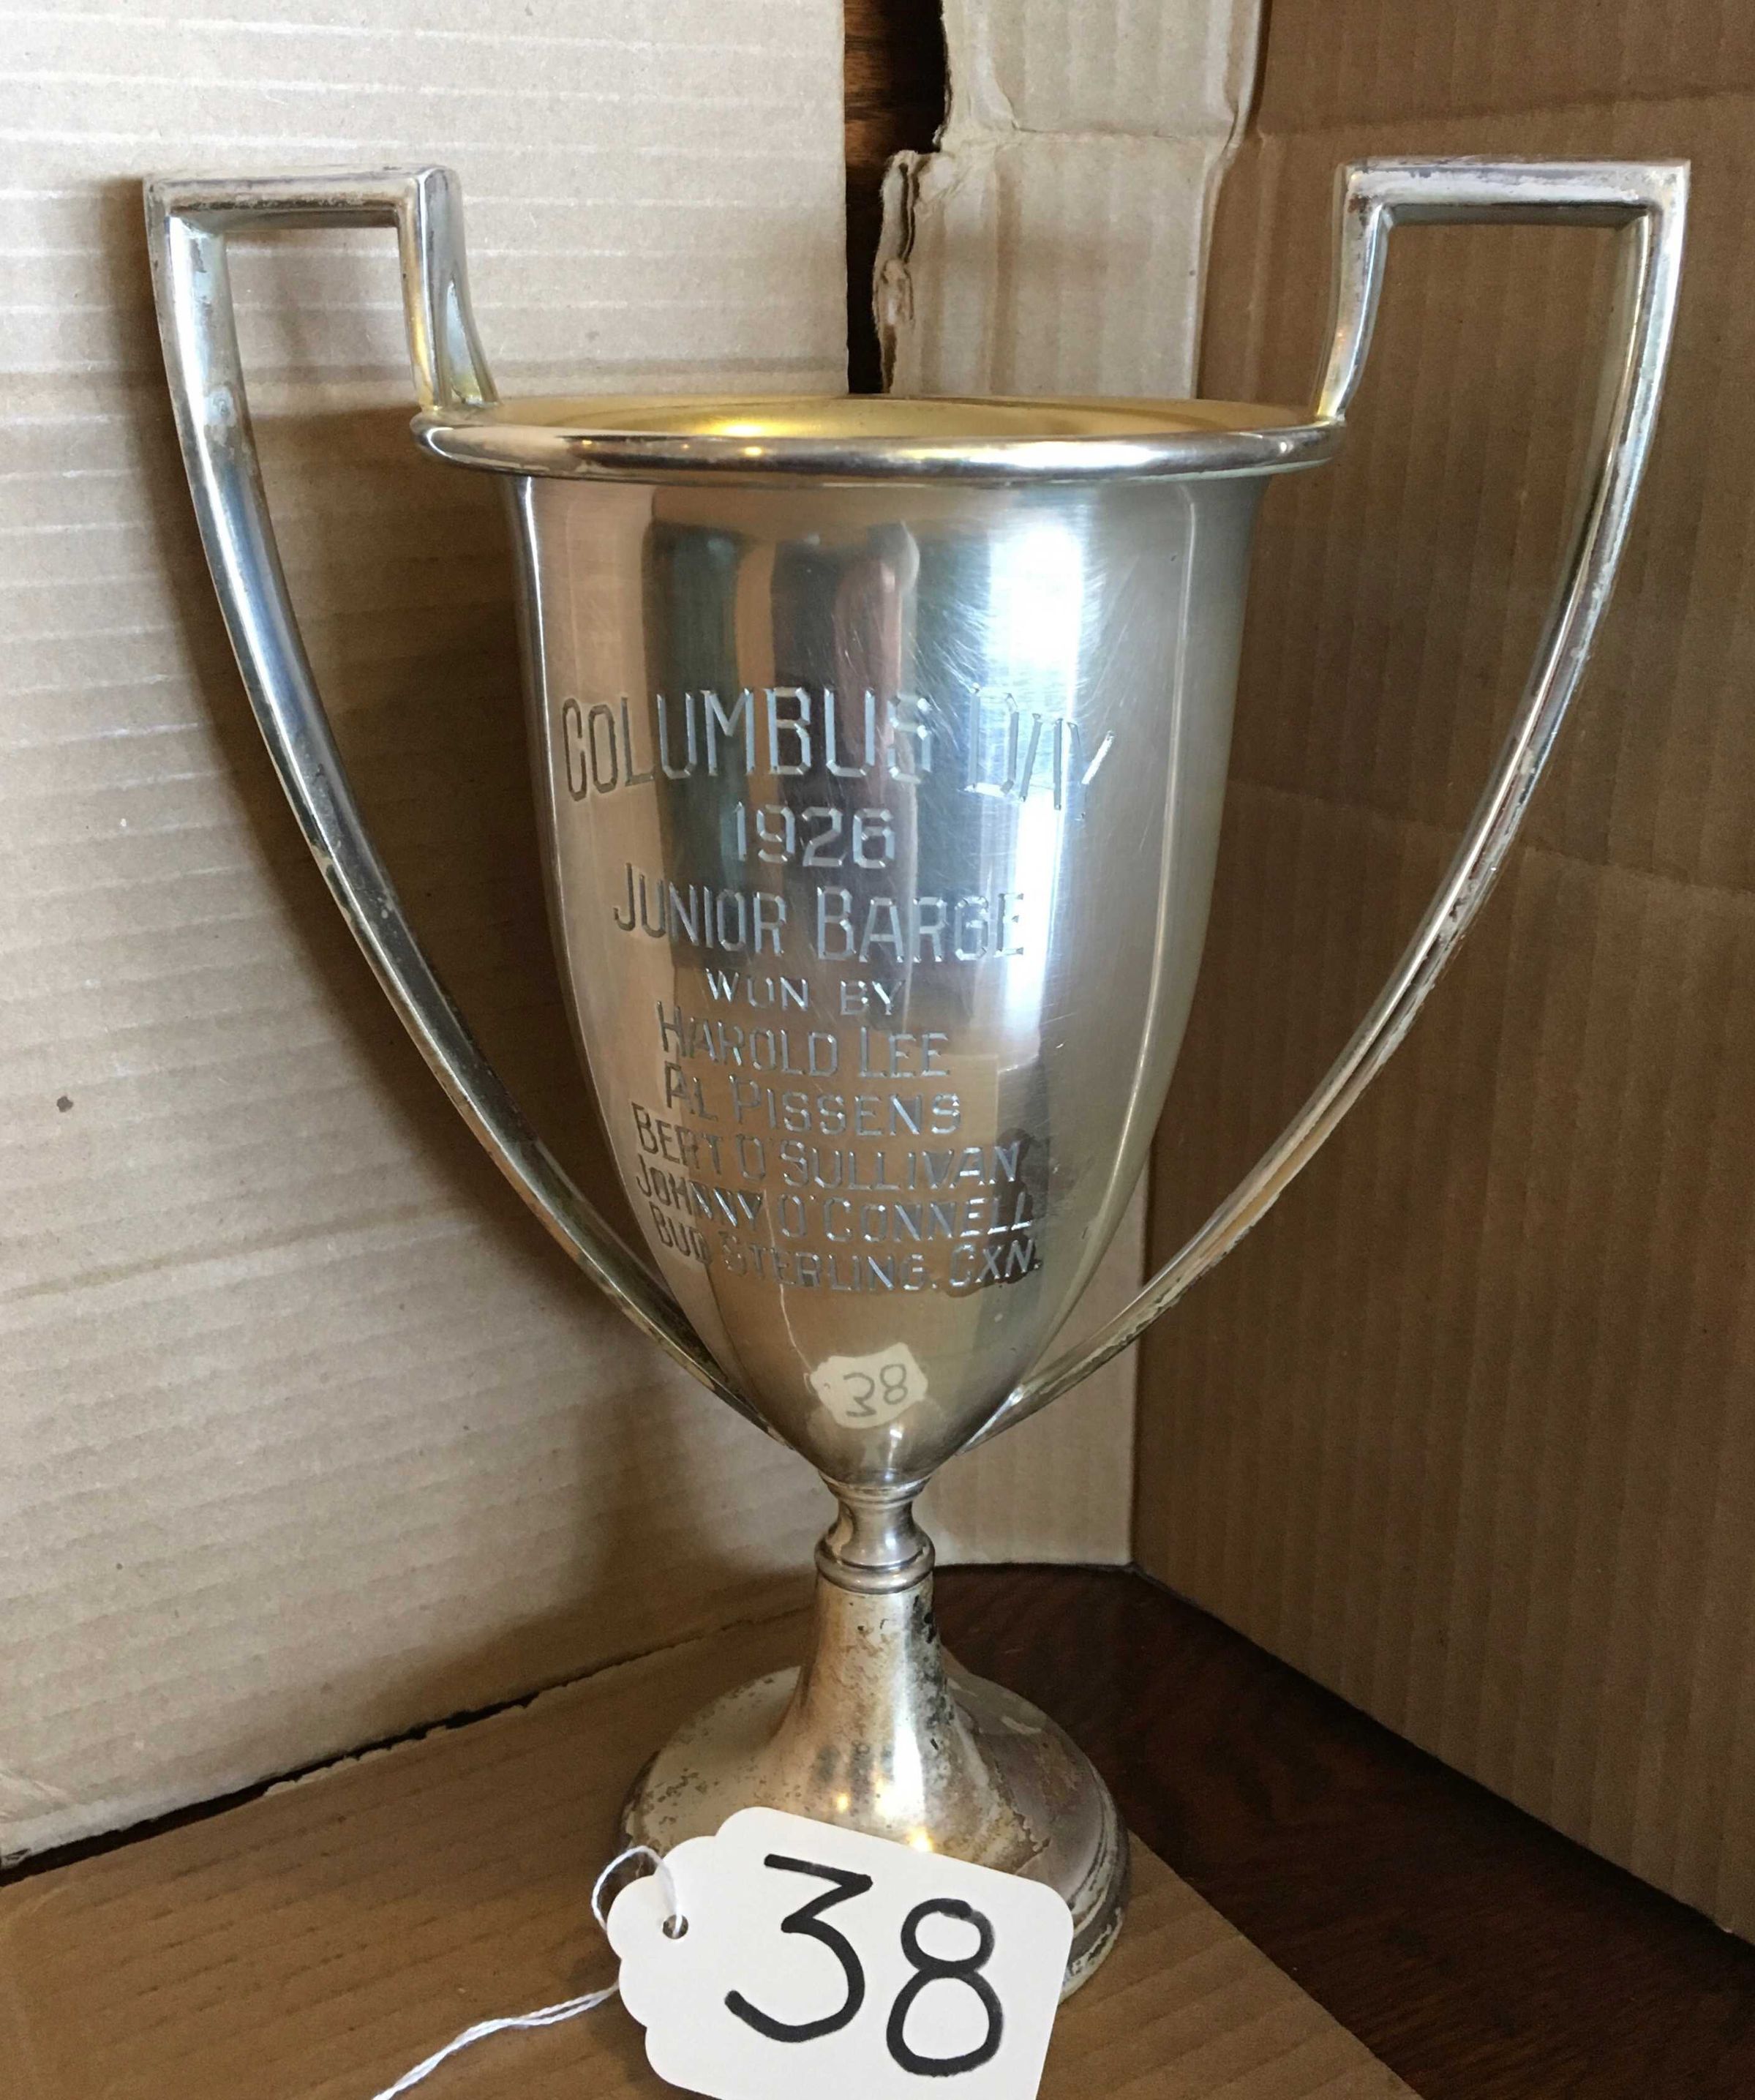 COLUMBUS DAY
1926
JUNIOR BARGE
WON BY
HAROLD LEE
AL PISSENS
BERT O'SULLIVAN
JOHNNY O'CONNELL
BUD STERLING, CXN.
38
38